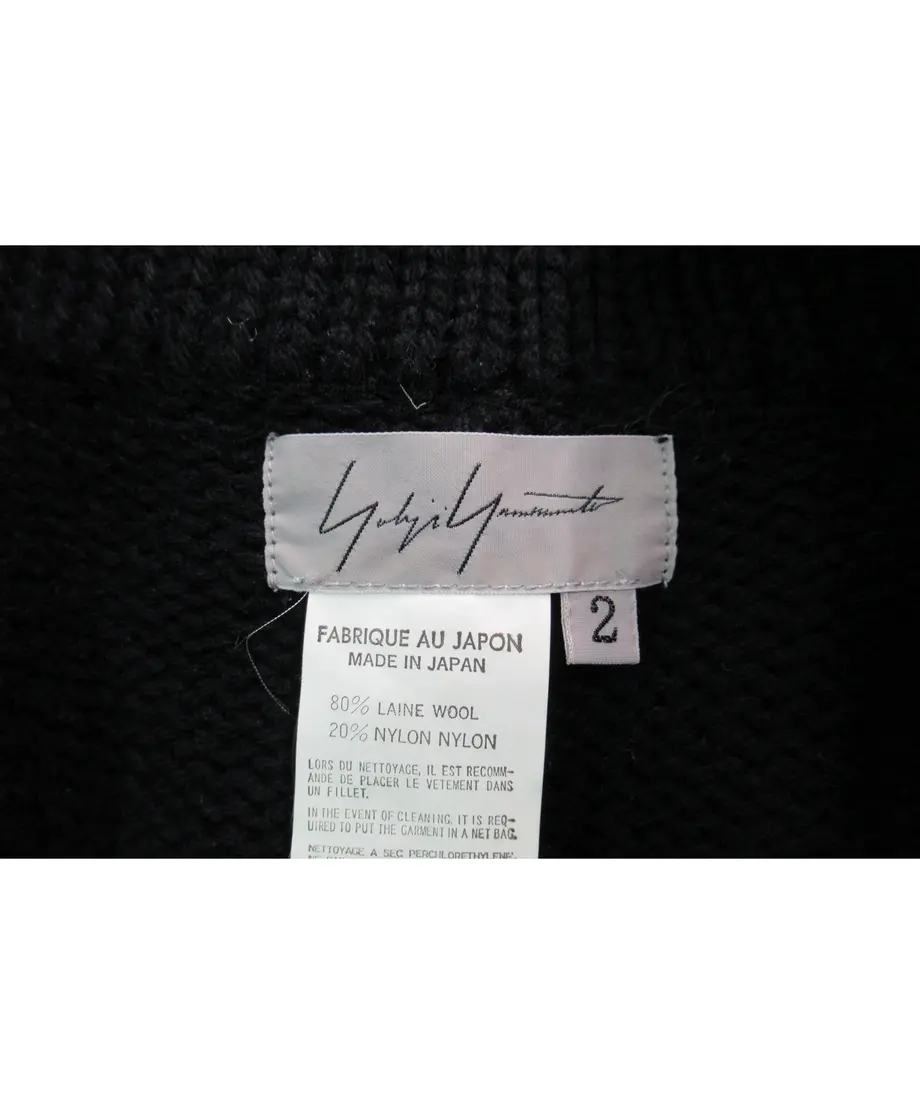 Yohji Yamamoto
2
FABRIQUE AU JAPON
MADE IN JAPAN
80% LAINE WOOL
20% NYLON NYLON
LORS DU NETTOYAGE, IL EST RECOMM-
ANDE DE PLACER LE VETEMENT DANS
UN FILLET.
IN THE EVENT OF CLEANING, IT IS REQ-
UIRED TO PUT THE GARMENT IN A NET BAG.
NETTOYAGE A SEC PERCHLORETHYLENE.